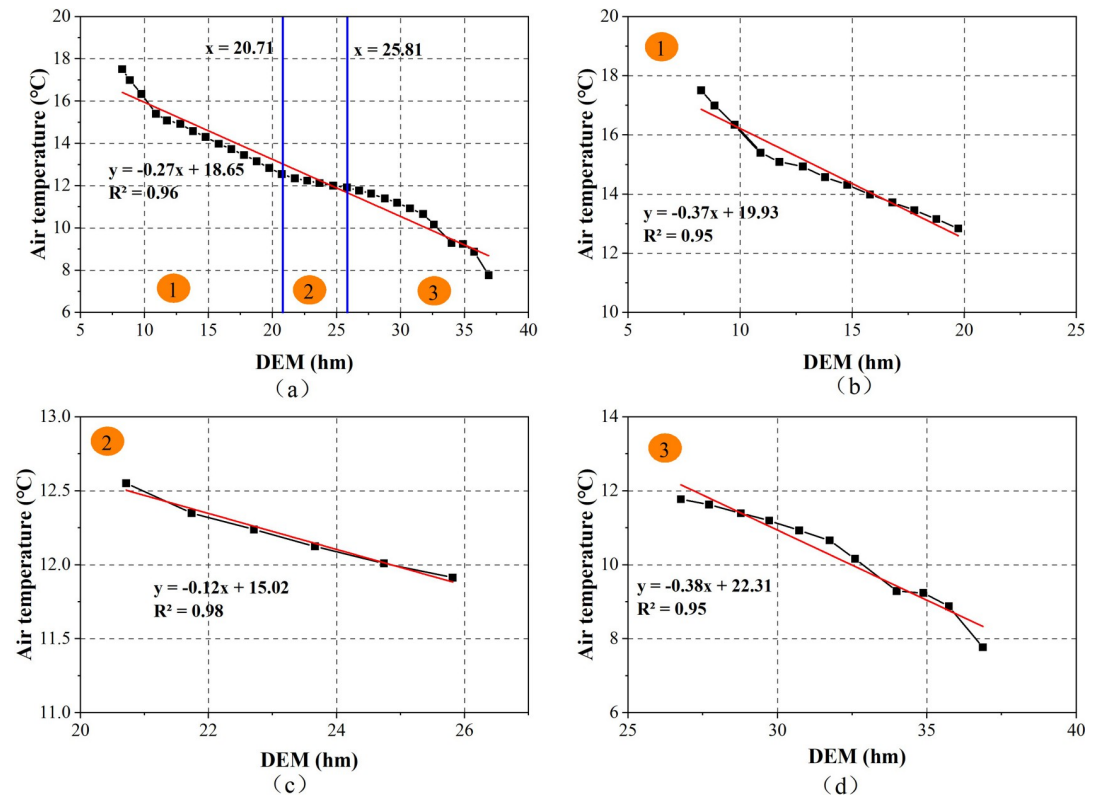 20
18
16
14
12
10
8
6
5
10
15
20
25
30
35
40
Air temperature (℃)
DEM (hm)
x = 20.71
x = 25.81
y = -0.27x + 18.65
R² = 0.96
1
2
3
（a）
20
18
16
14
12
10
5
10
15
20
25
Air temperature (℃)
DEM (hm)
1
y = -0.37x + 19.93
R² = 0.95
（b）
13.0
12.5
12.0
11.5
11.0
20
22
24
26
Air temperature (℃)
DEM (hm)
2
y = -0.12x + 15.02
R² = 0.98
（c）
14
12
10
8
6
25
30
35
40
Air temperature (℃)
DEM (hm)
3
y = -0.38x + 22.31
R² = 0.95
（d）